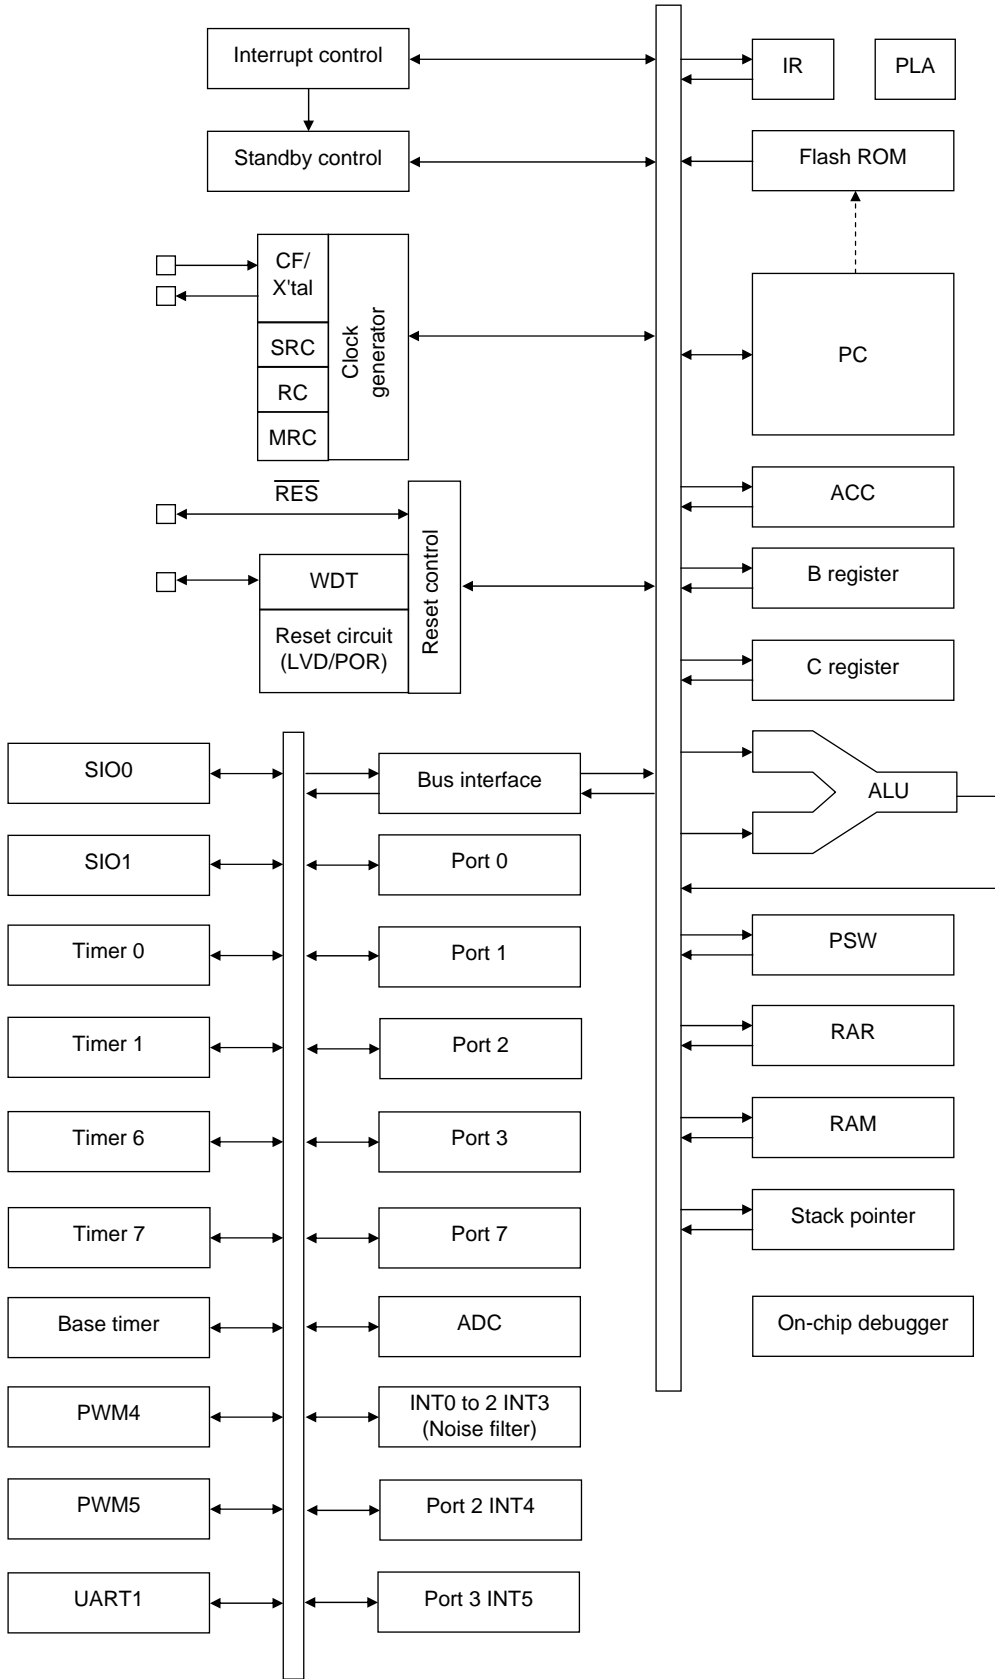 Interrupt control
IR
PLA
Standby control
Flash ROM
CF/
X'tal
SRC
RC
MRC
Clock
generator
PC
RES
WDT
Reset circuit
(LVD/POR)
Reset control
ACC
B register
C register
SIO0
Bus interface
ALU
SIO1
Port 0
Timer 0
Port 1
PSW
Timer 1
Port 2
RAR
Timer 6
Port 3
RAM
Timer 7
Port 7
Stack pointer
Base timer
ADC
On-chip debugger
PWM4
INT0 to 2 INT3
(Noise filter)
PWM5
Port 2 INT4
UART1
Port 3 INT5